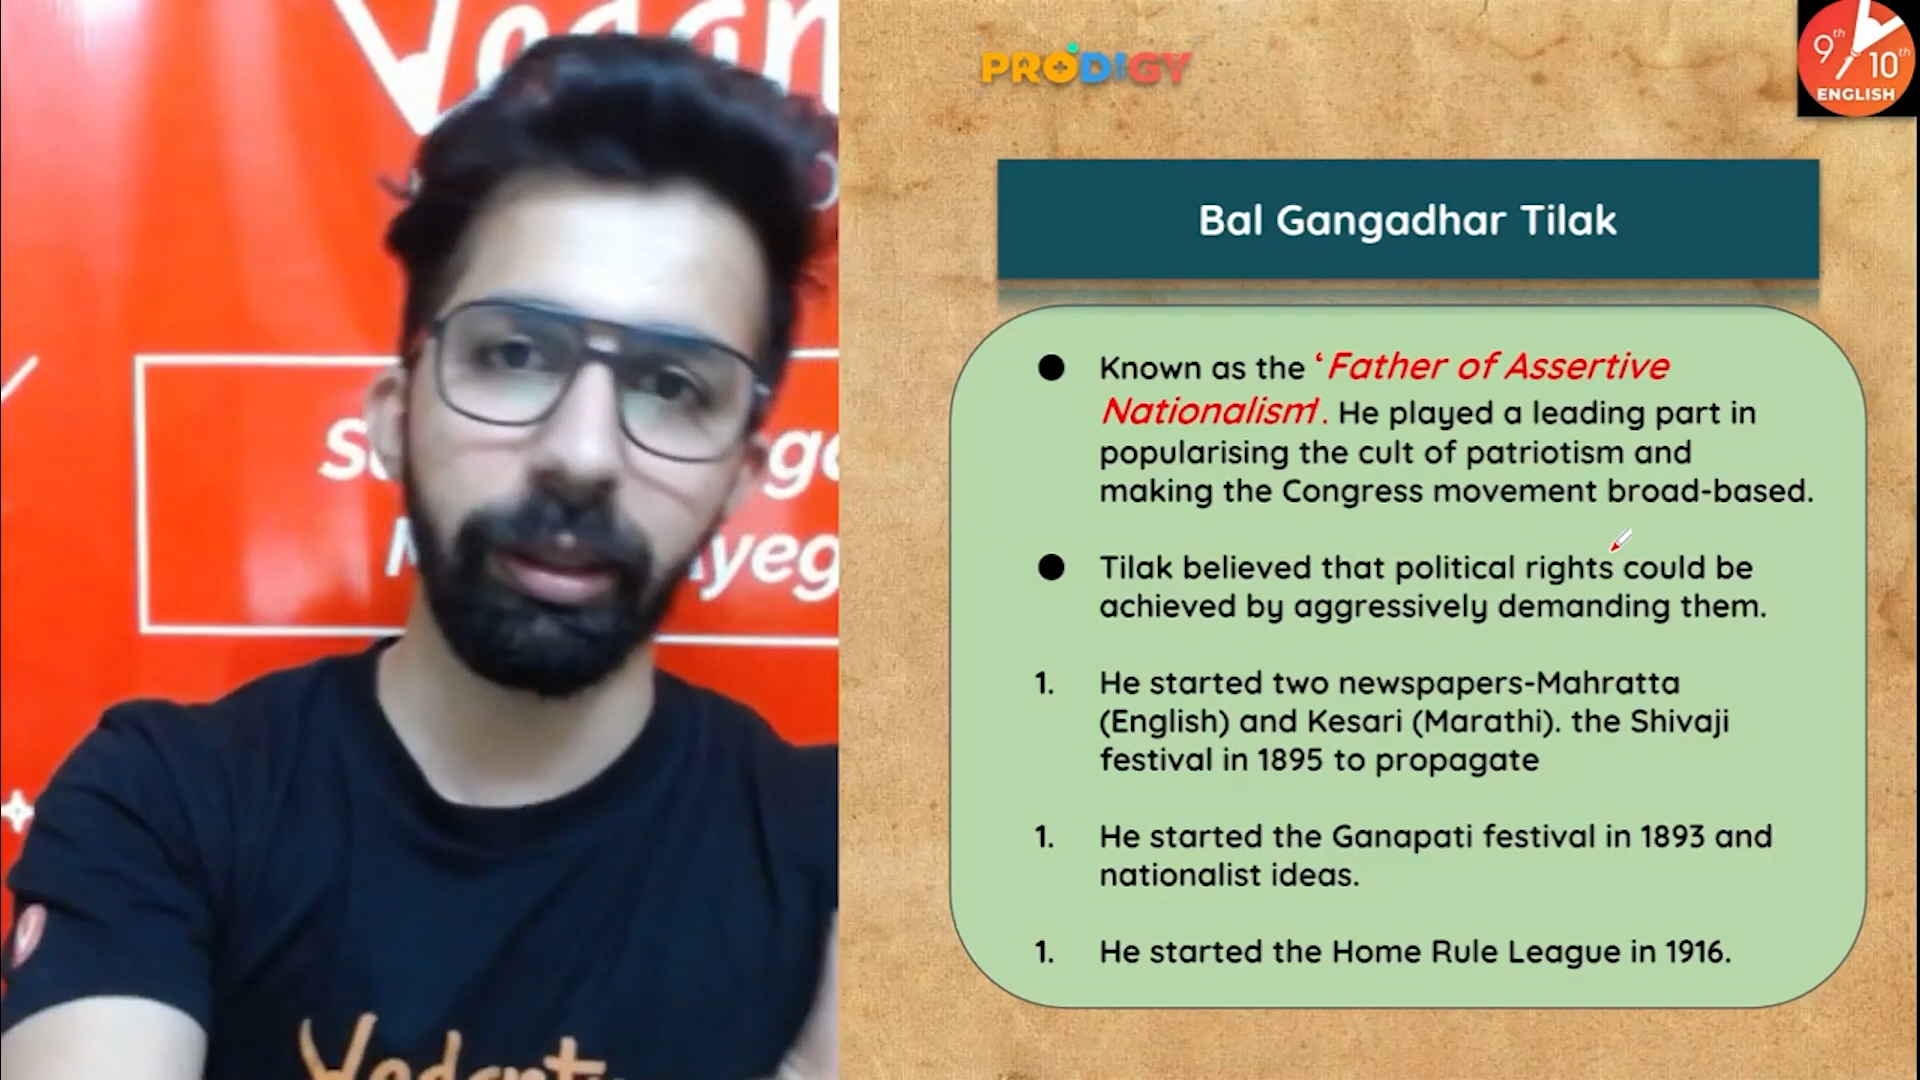 PRODIGY
9th
10th
ENGLISH
Bal Gangadhar Tilak
● Known as the ‘Father of Assertive
Nationalism'. He played a leading part in
popularising the cult of patriotism and
making the Congress movement broad-based.
● Tilak believed that political rights could be
achieved by aggressively demanding them.
1. He started two newspapers-Mahratta
(English) and Kesari (Marathi). the Shivaji
festival in 1895 to propagate
1. He started the Ganapati festival in 1893 and
nationalist ideas.
1. He started the Home Rule League in 1916.